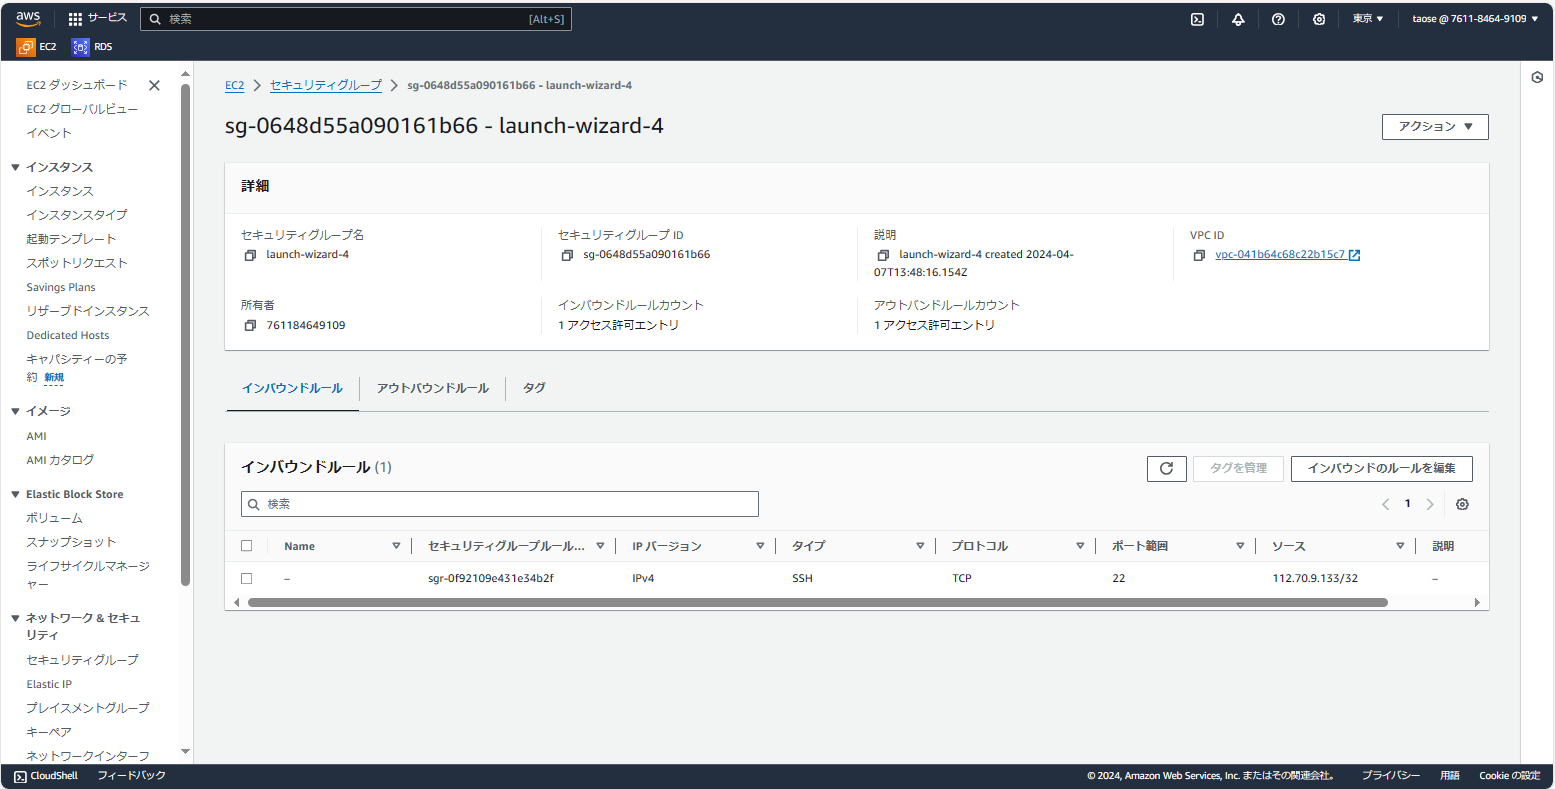 aws サービス 検索 [Alt+S] 東京 ▼ taose @ 7611-8464-9109 ▼
EC2 RDS
EC2 ダッシュボード
EC2 グローバルビュー
イベント
▼ インスタンス
インスタンス
インスタンスタイプ
起動テンプレート
スポットリクエスト
Savings Plans
リザーブドインスタンス
Dedicated Hosts
キャパシティーの予
約 新規
▼ イメージ
AMI
AMI カタログ
▼ Elastic Block Store
ボリューム
スナップショット
ライフサイクルマネージ
ャー
▼ ネットワーク & セキュ
リティ
セキュリティグループ
Elastic IP
プレイスメントグループ
キーペア
ネットワークインターフ
EC2 > セキュリティグループ > sg-0648d55a090161b66 - launch-wizard-4
sg-0648d55a090161b66 - launch-wizard-4
アクション ▼
詳細
セキュリティグループ名
launch-wizard-4
セキュリティグループ ID
sg-0648d55a090161b66
説明
launch-wizard-4 created 2024-04-
07T13:48:16.154Z
VPC ID
vpc-041b64c68c22b15c7
所有者
761184649109
インバウンドルールカウント
1 アクセス許可エントリ
アウトバンドルールカウント
1 アクセス許可エントリ
インバウンドルール アウトバウンドルール タグ
インバウンドルール (1)
タグを管理 インバウンドのルールを編集
検索
1
Name セキュリティグループルール... IP バージョン タイプ プロトコル ポート範囲 ソース 説明
– sgr-0f92109e431e34b2f IPv4 SSH TCP 22 112.70.9.133/32 –
CloudShell フィードバック © 2024, Amazon Web Services, Inc. またはその関連会社。 プライバシー 用語 Cookie の設定